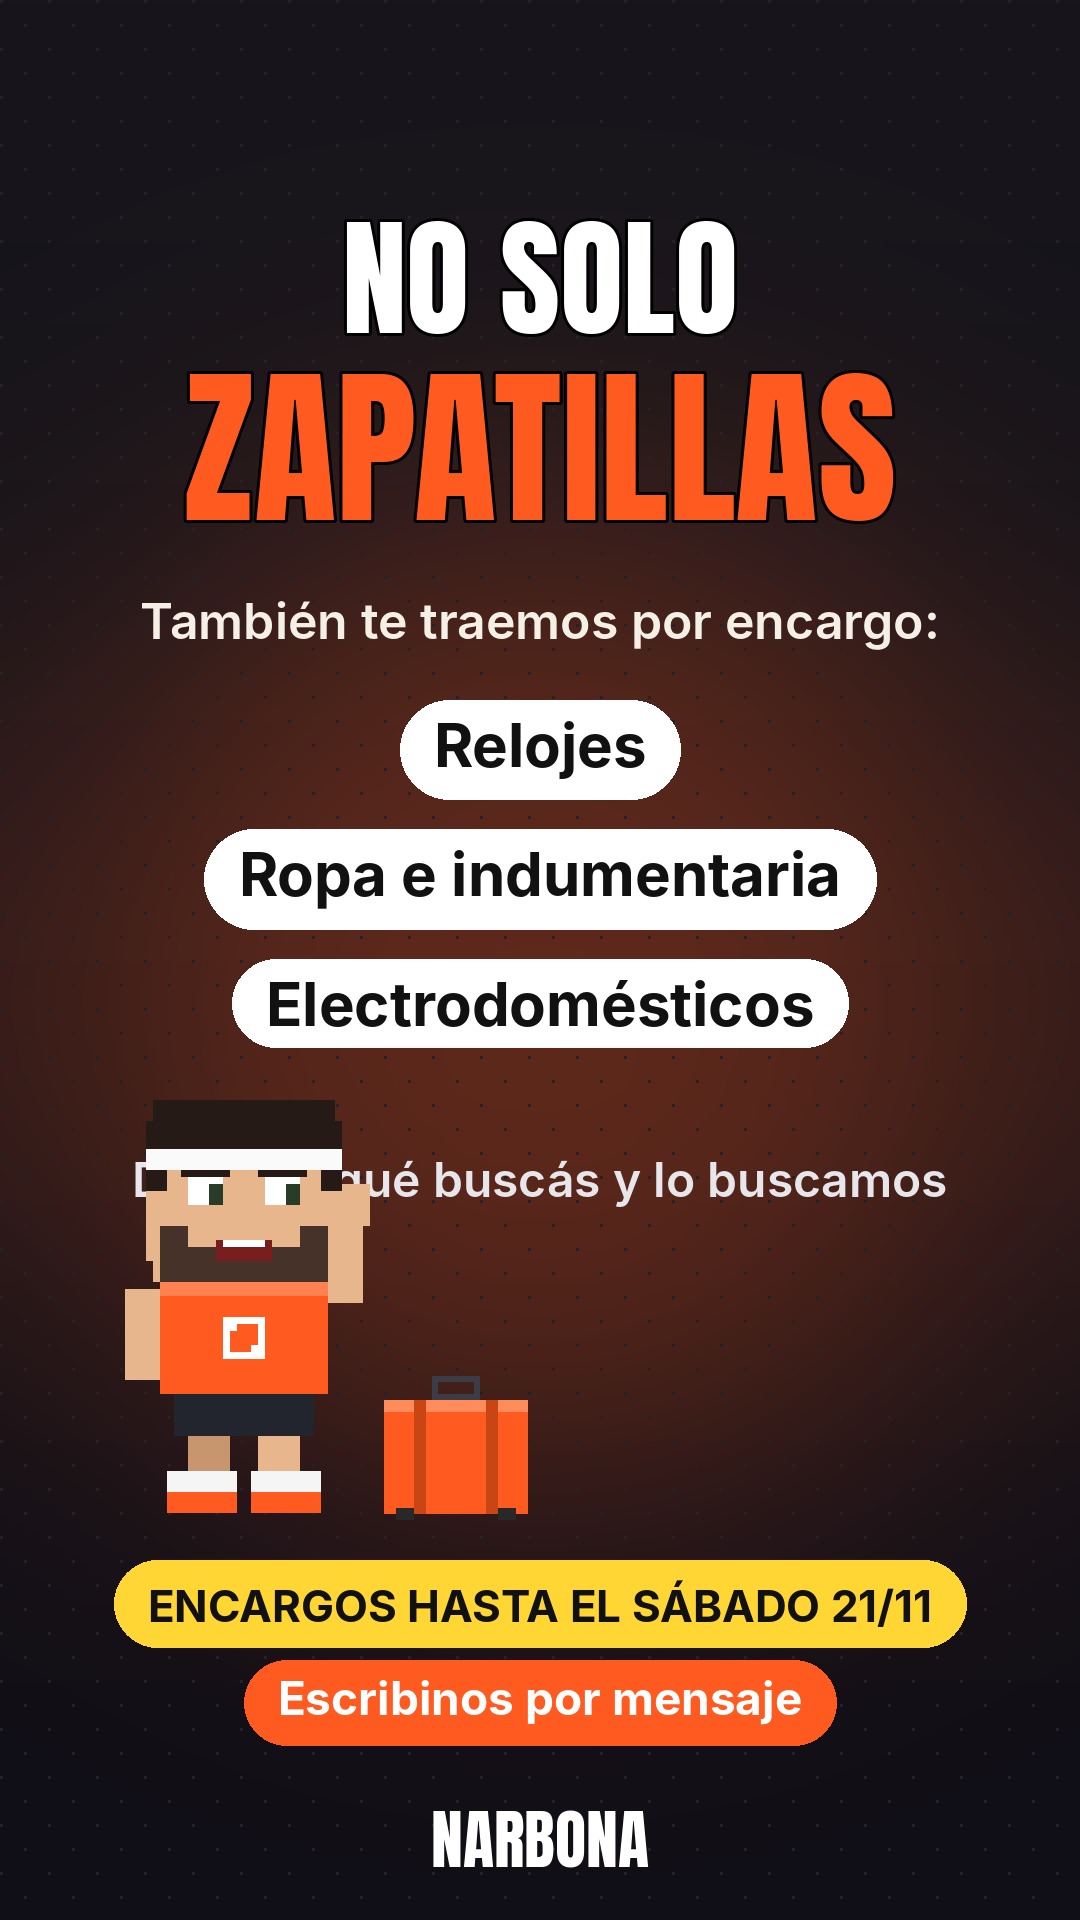 NO SOLO
ZAPATILLAS
También te traemos por encargo:
Relojes
Ropa e indumentaria
Electrodomésticos
qué buscás y lo buscamos
ENCARGOS HASTA EL SÁBADO 21/11
Escribinos por mensaje
NARBONA